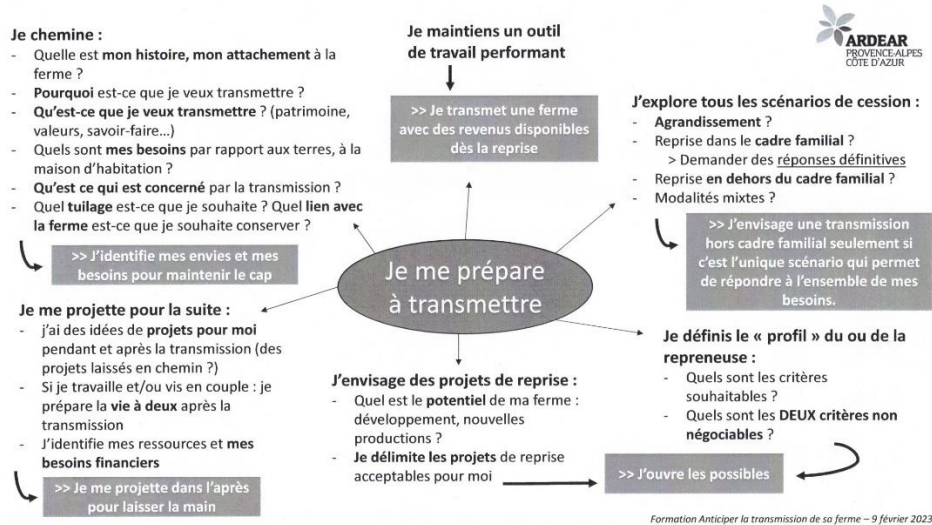 Je chemine :
- Quelle est mon histoire, mon attachement à la
ferme ?
- Pourquoi est-ce que je veux transmettre ?
- Qu'est-ce que je veux transmettre ? (patrimoine,
valeurs, savoir-faire...)
- Quels sont mes besoins par rapport aux terres, à la
maison d'habitation ?
- Qu'est ce qui est concerné par la transmission ?
- Quel tuilage est-ce que je souhaite ? Quel lien avec
la ferme est-ce que je souhaite conserver ?
>> J'identifie mes envies et mes
besoins pour maintenir le cap
Je maintiens un outil
de travail performant
>> Je transmet une ferme
avec des revenus disponibles
dès la reprise
ARDEAR
PROVENCE-ALPES
CÔTE D'AZUR
J'explore tous les scénarios de cession :
- Agrandissement ?
- Reprise dans le cadre familial ?
> Demander des réponses définitives
- Reprise en dehors du cadre familial ?
- Modalités mixtes ?
>> J'envisage une transmission
hors cadre familial seulement si
c'est l'unique scénario qui permet
de répondre à l'ensemble de mes
besoins.
Je me prépare
à transmettre
Je me projette pour la suite :
- j'ai des idées de projets pour moi
pendant et après la transmission (des
projets laissés en chemin ?)
- Si je travaille et/ou vis en couple : je
prépare la vie à deux après la
transmission
- J'identifie mes ressources et mes
besoins financiers
>> Je me projette dans l'après
pour laisser la main
J'envisage des projets de reprise :
- Quel est le potentiel de ma ferme :
développement, nouvelles
productions ?
- Je délimite les projets de reprise
acceptables pour moi
Je définis le « profil » du ou de la
repreneuse :
- Quels sont les critères
souhaitables ?
- Quels sont les DEUX critères non
négociables ?
>> J'ouvre les possibles
Formation Anticiper la transmission de sa ferme – 9 février 2023